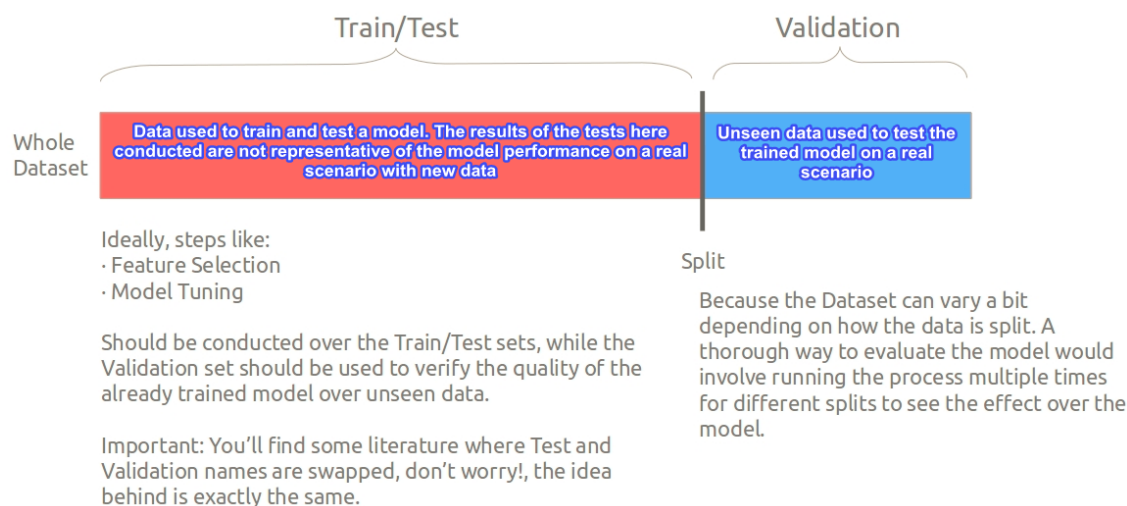 Train/Test
Validation
Whole
Dataset
Data used to train and test a model. The results of the tests here
conducted are not representative of the model performance on a real
scenario with new data
Unseen data used to test the
trained model on a real
scenario
Split
Ideally, steps like:
· Feature Selection
· Model Tuning
Should be conducted over the Train/Test sets, while the
Validation set should be used to verify the quality of the
already trained model over unseen data.
Important: You’ll find some literature where Test and
Validation names are swapped, don’t worry!, the idea
behind is exactly the same.
Because the Dataset can vary a bit
depending on how the data is split. A
thorough way to evaluate the model would
involve running the process multiple times
for different splits to see the effect over the
model.